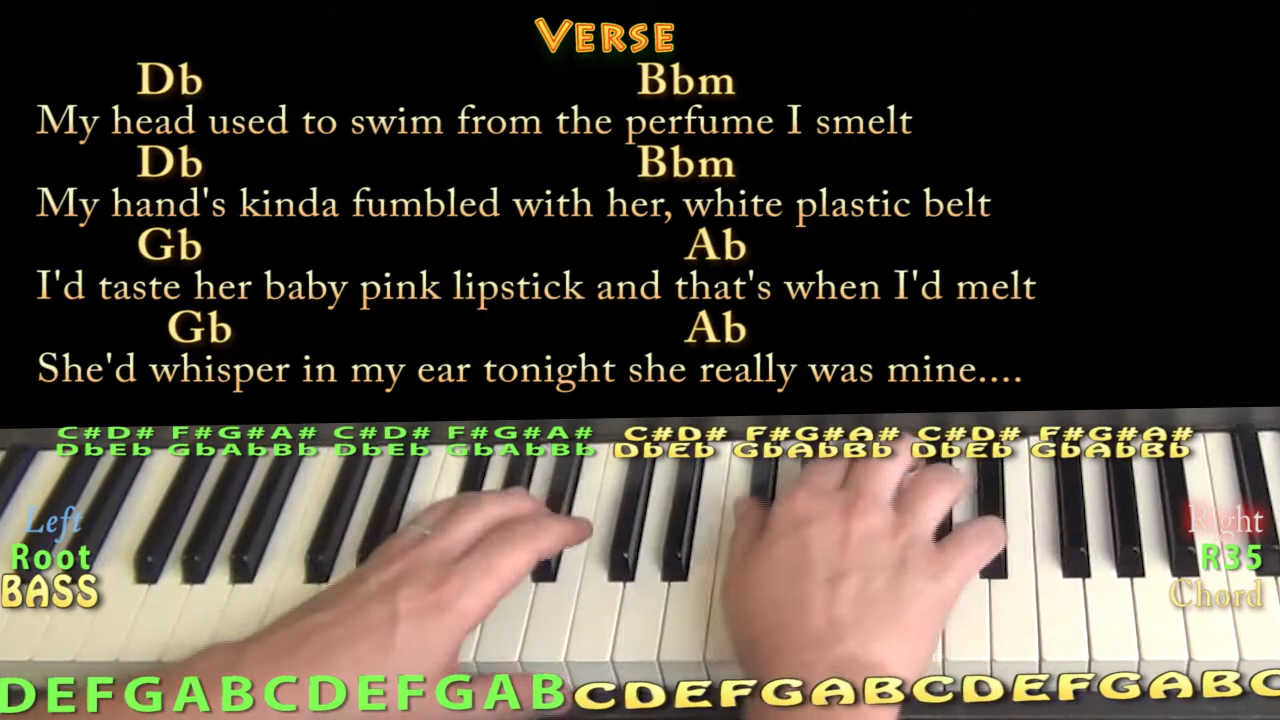 VERSE
Db Bbm
My head used to swim from the perfume I smelt
Db Bbm
My hand's kinda fumbled with her, white plastic belt
Gb Ab
I'd taste her baby pink lipstick and that's when I'd melt
Gb Ab
She'd whisper in my ear tonight she really was mine....
C#D# F#G#A# C#D# F#G#A# C#D# F#G#A# C#D# F#G#A#
DbEb GbAbBb DbEb GbAbBb DbEb GbAbBb DbEb GbAbBb
Left
Root
BASS
Right
R35
Chord
DEFGABCDEFGABCDEFGABCDEFGABC